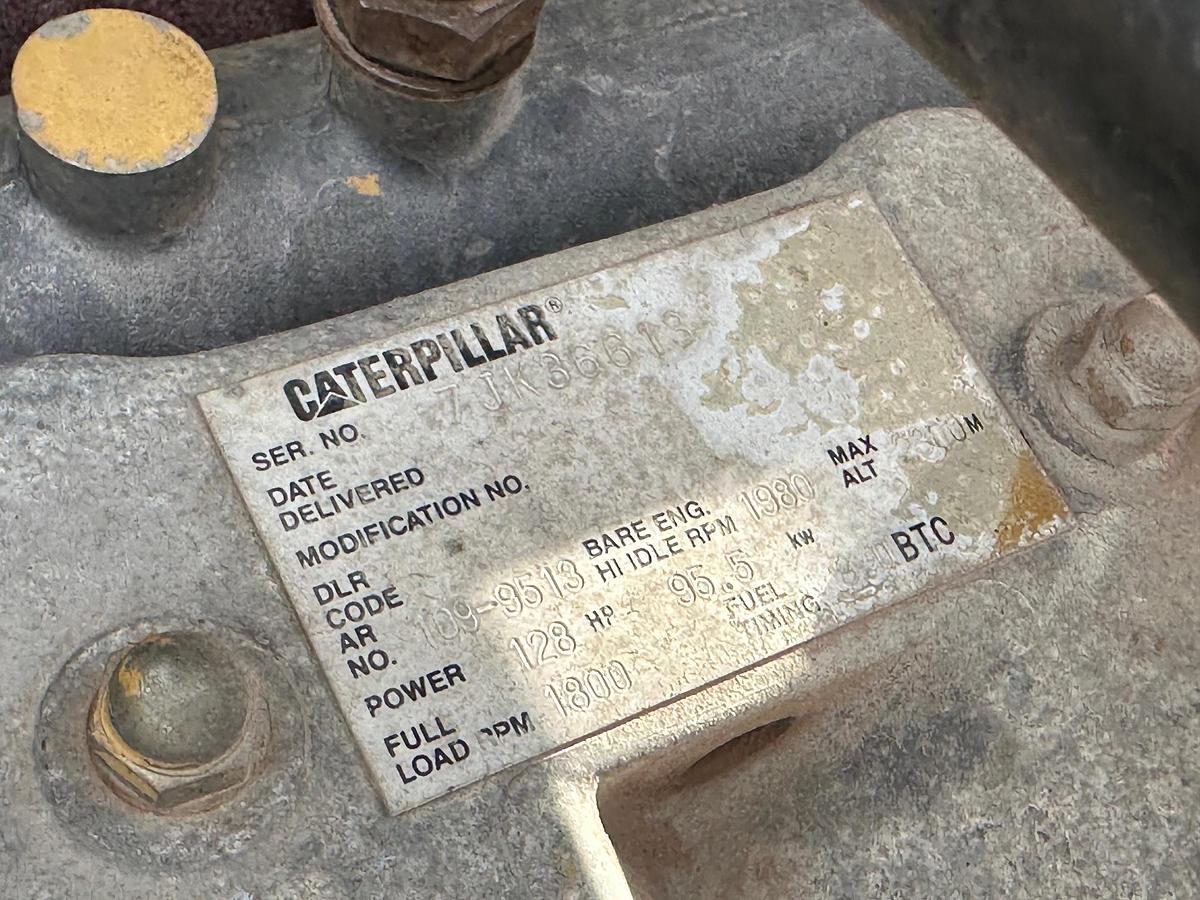 CATERPILLAR®
SER. NO. 7JK36613
DATE
DELIVERED
MODIFICATION NO.
DLR
CODE
AR
NO. 109-9513
BARE ENG.
HI IDLE RPM 1980
MAX
ALT M
POWER 128 HP 95.5 kw
FULL
LOAD RPM 1800
FUEL
TIMING BTC